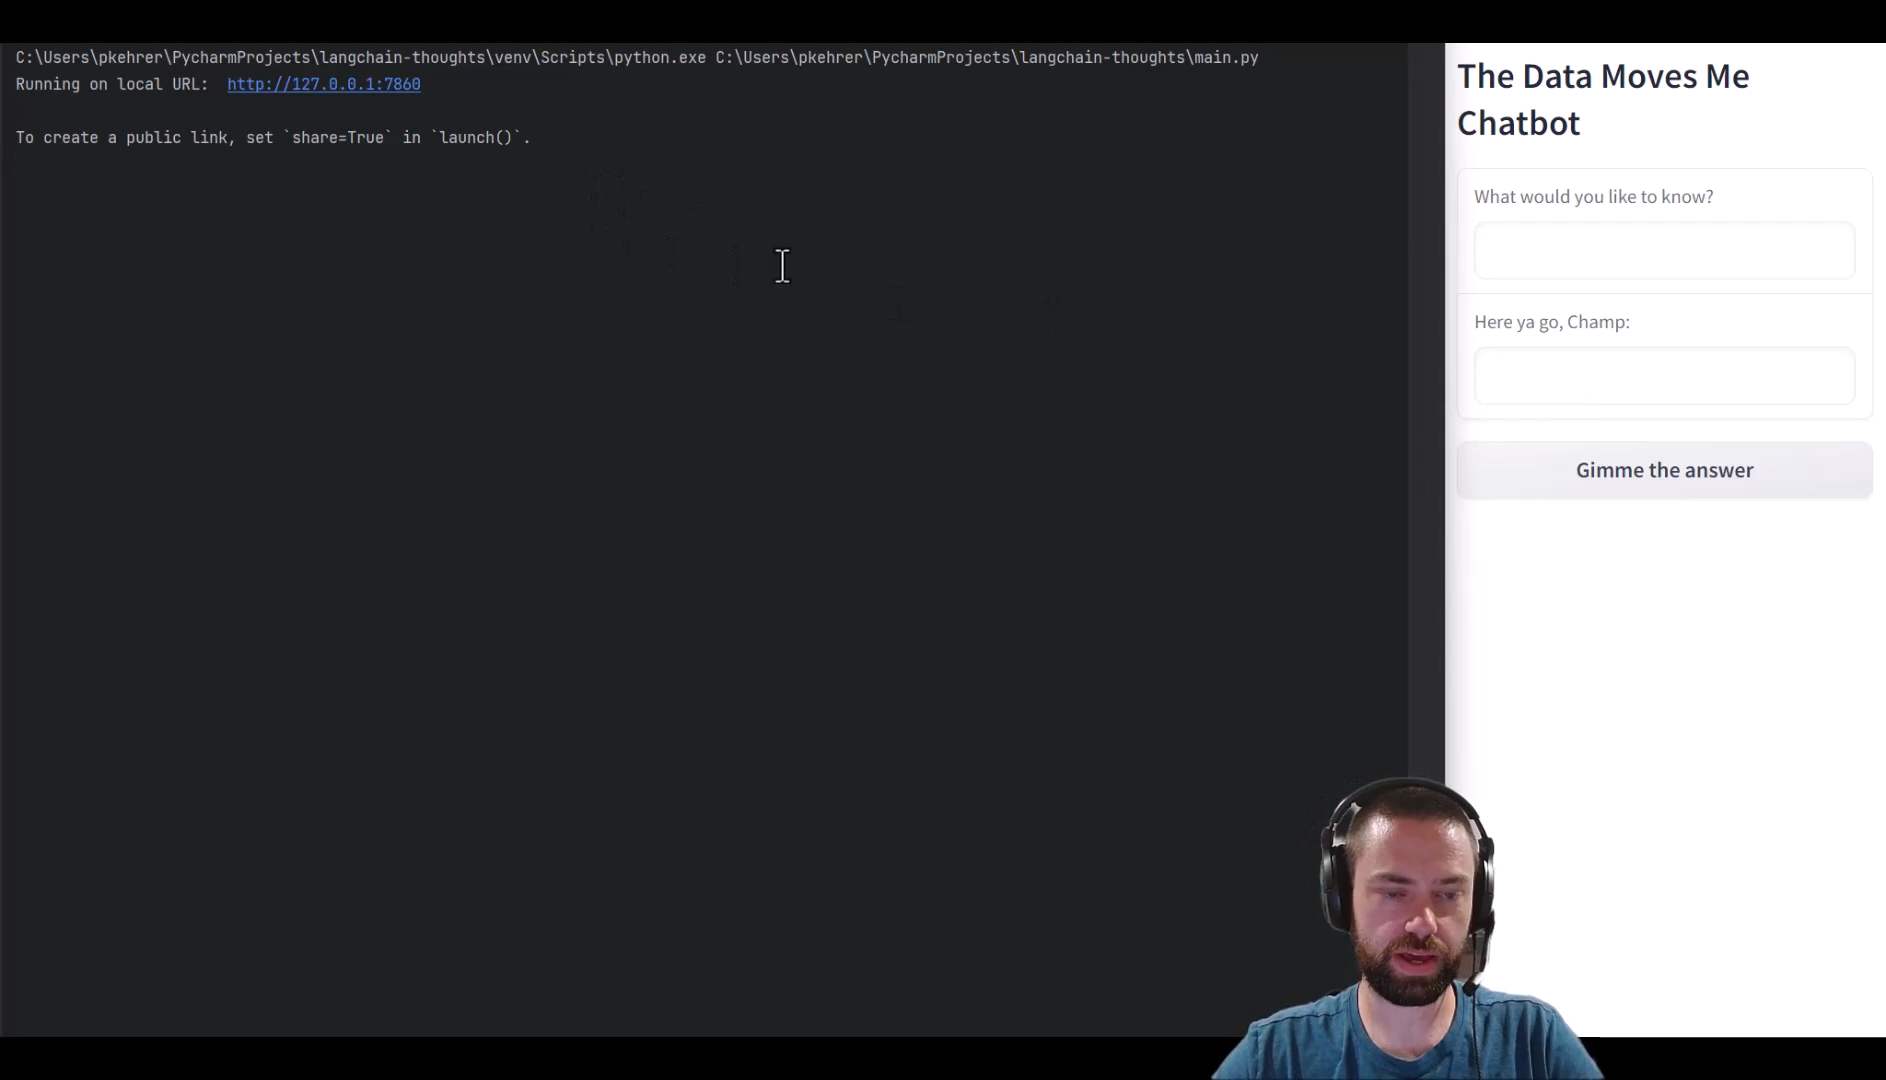 C:\Users\pkehrer\PycharmProjects\langchain-thoughts\venv\Scripts\python.exe C:\Users\pkehrer\PycharmProjects\langchain-thoughts\main.py
Running on local URL:  http://127.0.0.1:7860
To create a public link, set `share=True` in `launch()`.
The Data Moves Me
Chatbot
What would you like to know?
Here ya go, Champ:
Gimme the answer